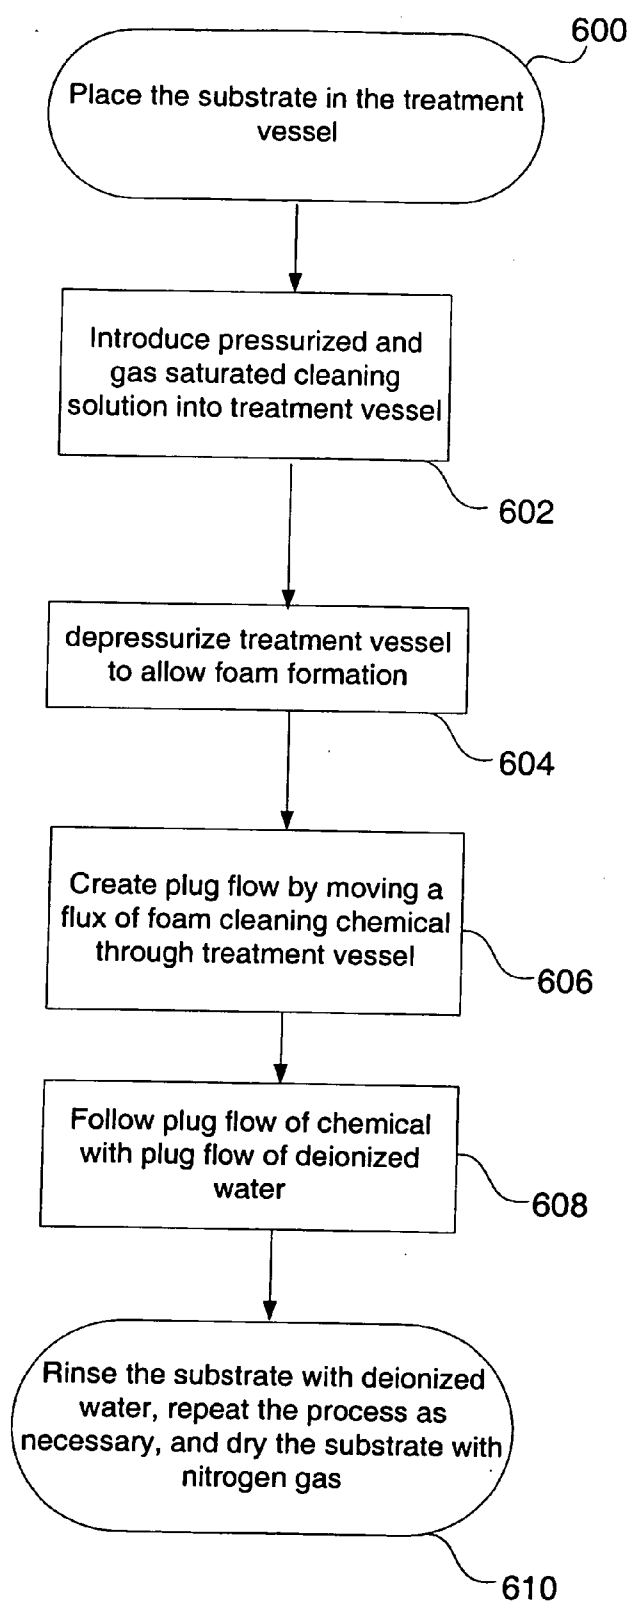 600
Place the substrate in the treatment
vessel
Introduce pressurized and
gas saturated cleaning
solution into treatment vessel
602
depressurize treatment vessel
to allow foam formation
604
Create plug flow by moving a
flux of foam cleaning chemical
through treatment vessel
606
Follow plug flow of chemical
with plug flow of deionized
water
608
Rinse the substrate with deionized
water, repeat the process as
necessary, and dry the substrate with
nitrogen gas
610